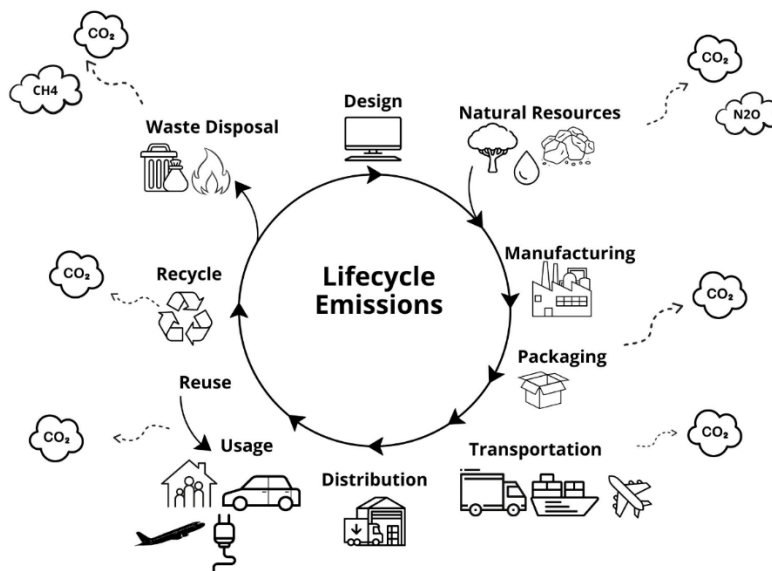 CO₂
CH4
Waste Disposal
Design
Natural Resources
CO₂
N2O
Lifecycle
Emissions
Manufacturing
CO₂
Recycle
CO₂
Packaging
Reuse
CO₂
Usage
Distribution
Transportation
CO₂